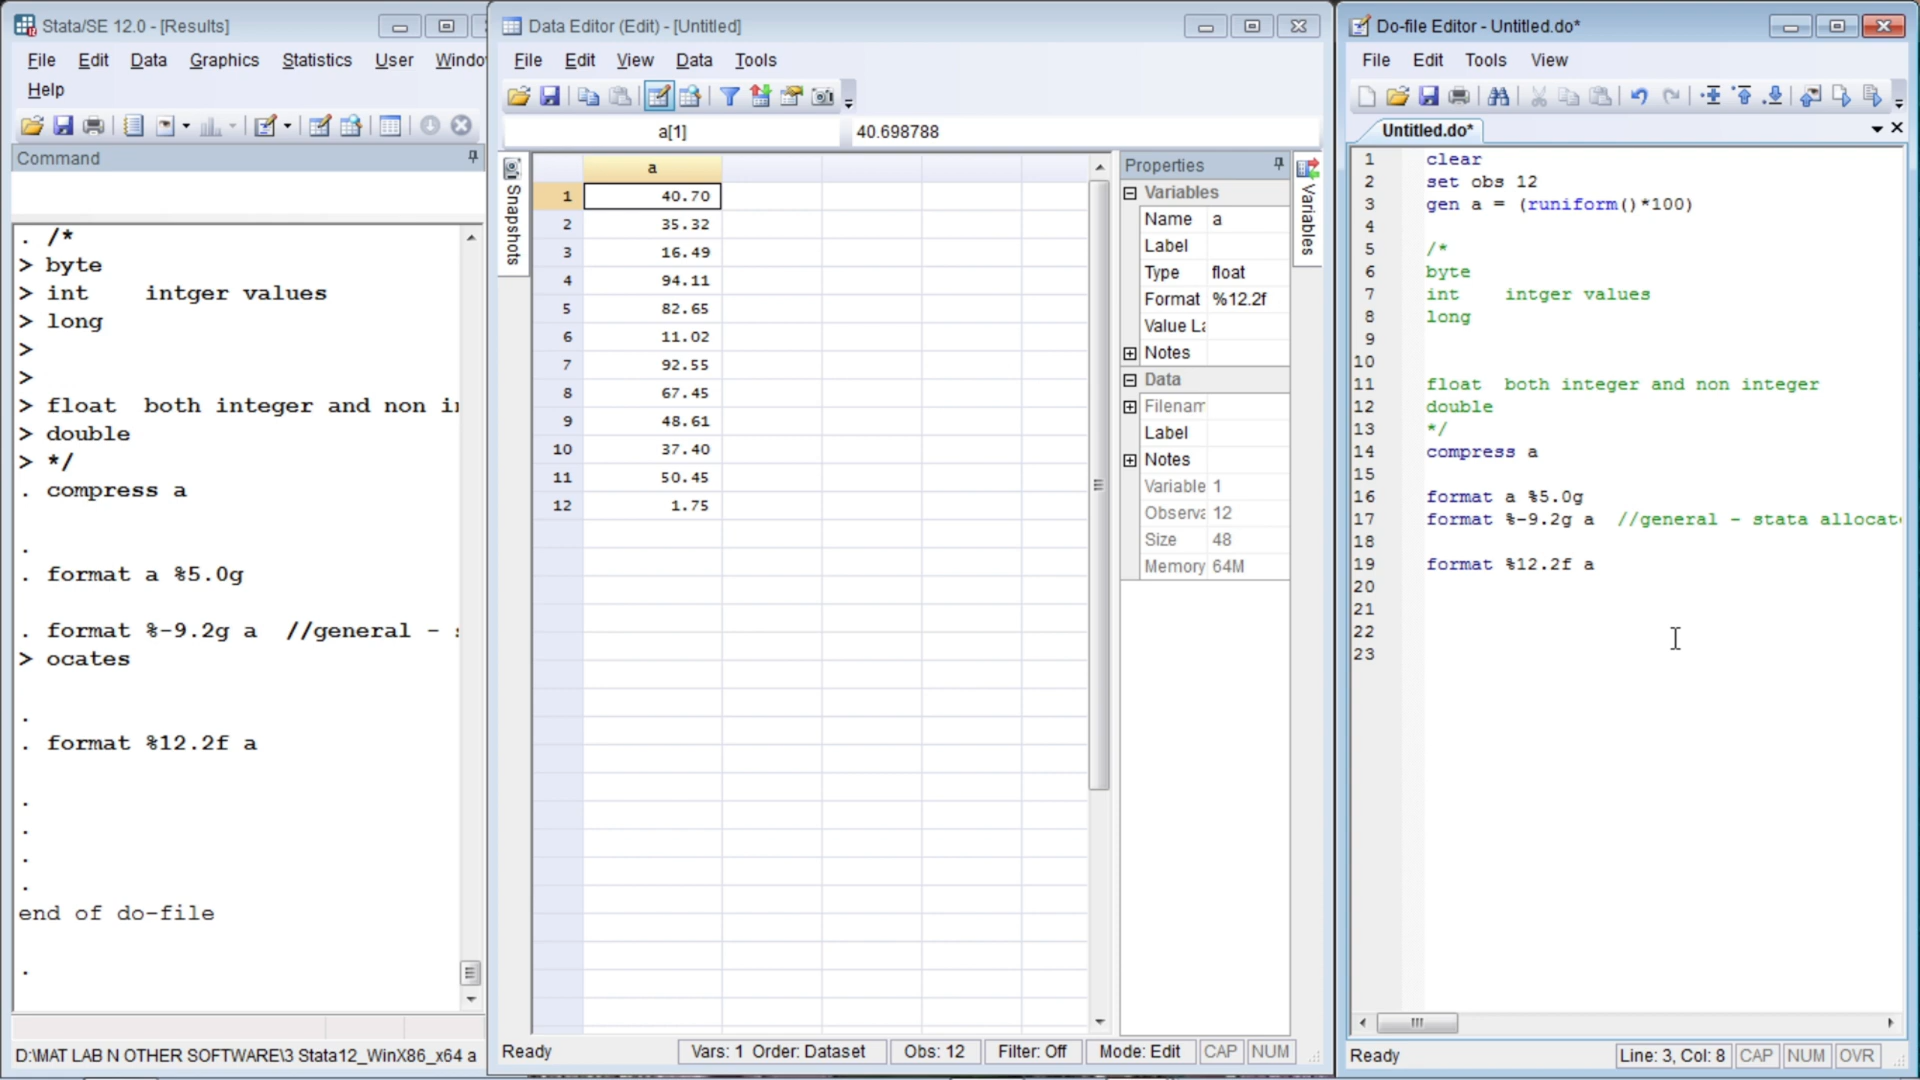 Stata/SE 12.0 - [Results]
File Edit Data Graphics Statistics User Windo
Help
Command
. /*
> byte
> int    intger values
> long
>
>
> float  both integer and non i
> double
> */
. compress a
.
. format a %5.0g
. format %-9.2g a  //general -
> ocates
.
. format %12.2f a
.
.
.
.
end of do-file
.
D:\MAT LAB N OTHER SOFTWARE\3 Stata12_WinX86_x64 a
Data Editor (Edit) - [Untitled]
File Edit View Data Tools
a[1] 40.698788
Snapshots
a
1 40.70
2 35.32
3 16.49
4 94.11
5 82.65
6 11.02
7 92.55
8 67.45
9 48.61
10 37.40
11 50.45
12 1.75
Properties
Variables
Name a
Label
Type float
Format %12.2f
Value La
Notes
Data
Filenam
Label
Notes
Variable 1
Observa 12
Size 48
Memory 64M
Variables
Ready Vars: 1 Order: Dataset Obs: 12 Filter: Off Mode: Edit CAP NUM
Do-file Editor - Untitled.do*
File Edit Tools View
Untitled.do*
1 clear
2 set obs 12
3 gen a = (runiform()*100)
4
5 /*
6 byte
7 int    intger values
8 long
9
10
11 float  both integer and non integer
12 double
13 */
14 compress a
15
16 format a %5.0g
17 format %-9.2g a  //general - stata allocat
18
19 format %12.2f a
20
21
22
23
Ready Line: 3, Col: 8 CAP NUM OVR